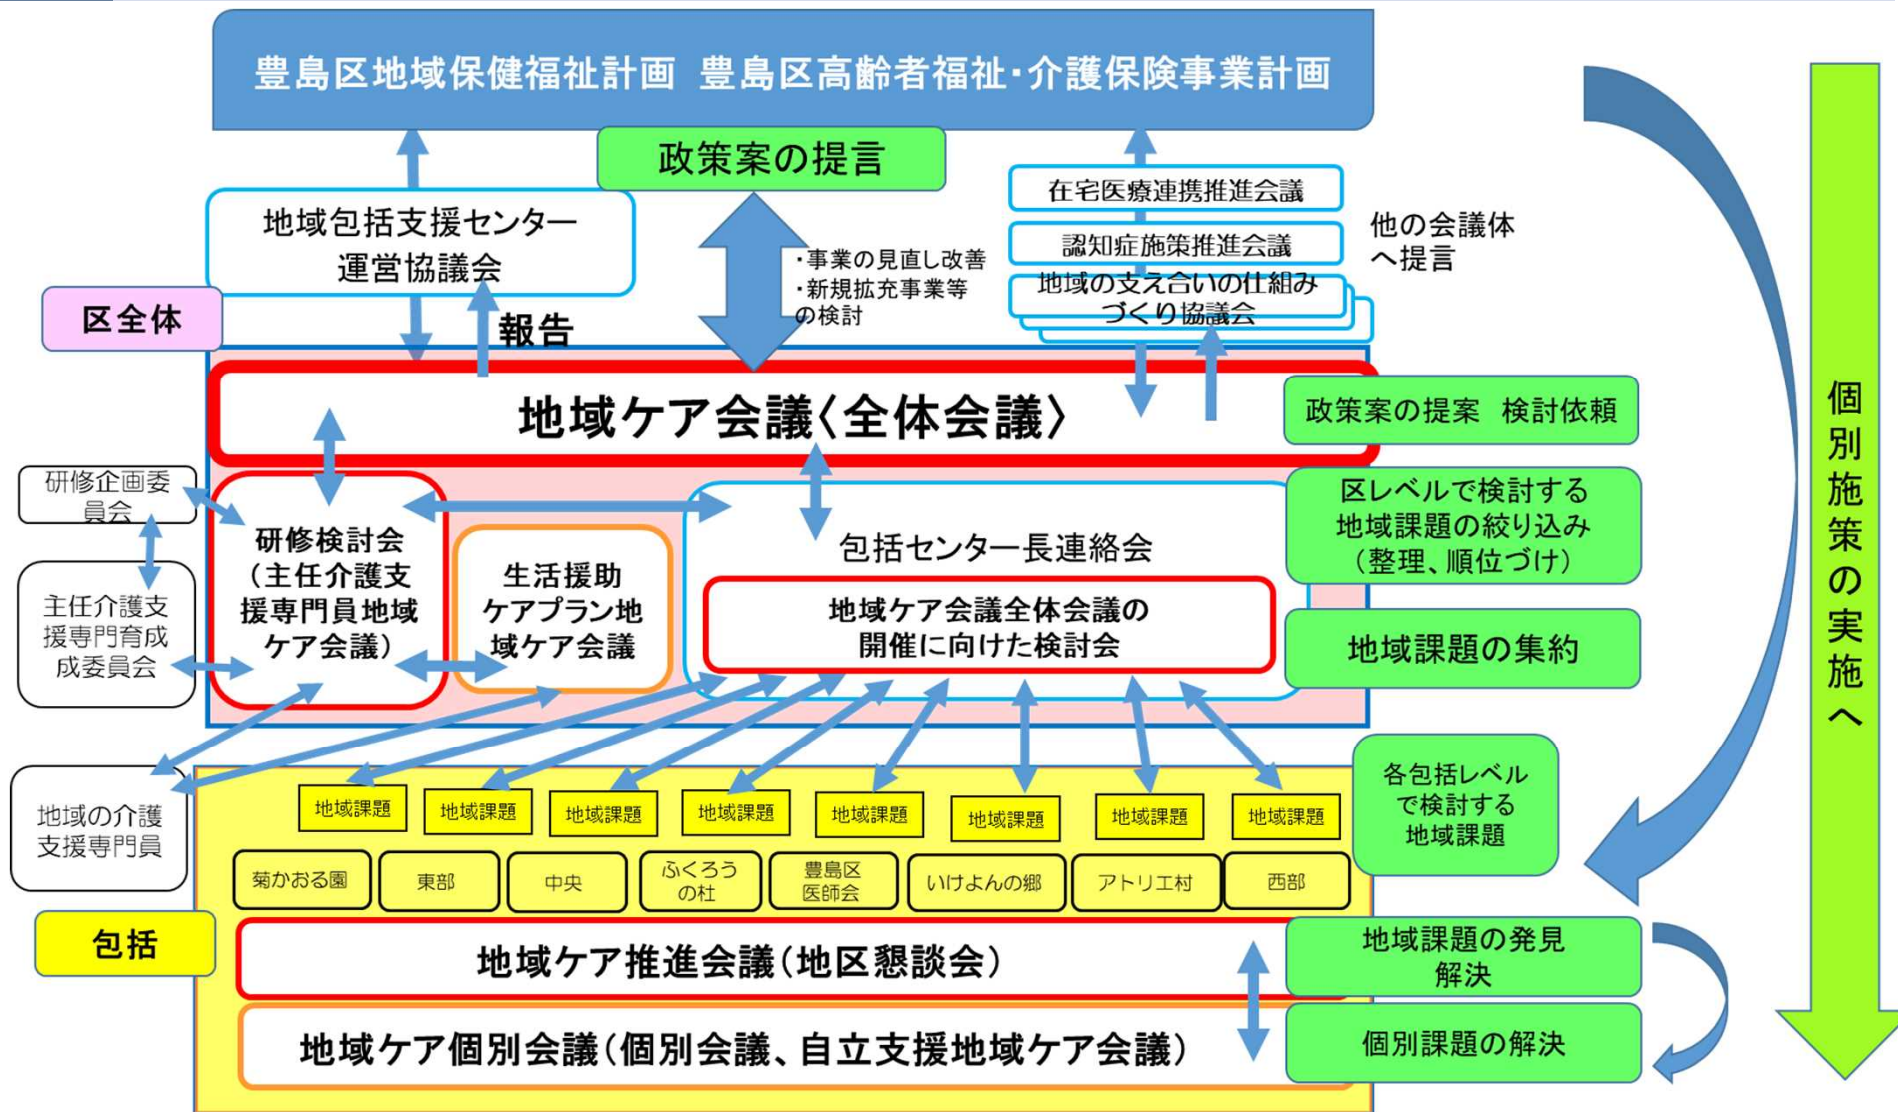 豊島区地域保健福祉計画 豊島区高齢者福祉・介護保険事業計画
政策案の提言
地域包括支援センター
運営協議会
・事業の見直し改善
・新規拡充事業等
の検討
在宅医療連携推進会議
認知症施策推進会議
地域の支え合いの仕組み
づくり協議会
他の会議体
へ提言
区全体
報告
地域ケア会議〈全体会議〉
政策案の提案 検討依頼
研修企画委
員会
主任介護支
援専門育成
成委員会
研修検討会
(主任介護支
援専門員地域
ケア会議)
生活援助
ケアプラン地
域ケア会議
包括センター長連絡会
地域ケア会議全体会議の
開催に向けた検討会
区レベルで検討する
地域課題の絞り込み
(整理、順位づけ)
地域課題の集約
個別施策の実施へ
地域の介護
支援専門員
地域課題
地域課題
地域課題
地域課題
地域課題
地域課題
地域課題
地域課題
各包括レベル
で検討する
地域課題
菊かおる園
東部
中央
ふくろう
の杜
豊島区
医師会
いけよんの郷
アトリエ村
西部
包括
地域ケア推進会議(地区懇談会)
地域課題の発見
解決
地域ケア個別会議(個別会議、自立支援地域ケア会議)
個別課題の解決